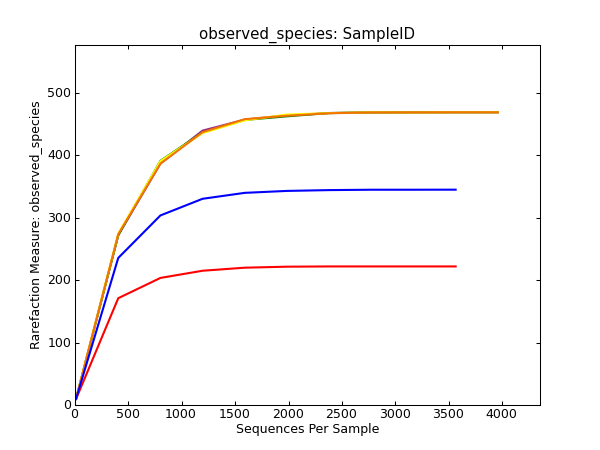 observed_species: SampleID
Rarefaction Measure: observed_species
500
400
300
200
100
0
0 500 1000 1500 2000 2500 3000 3500 4000
Sequences Per Sample